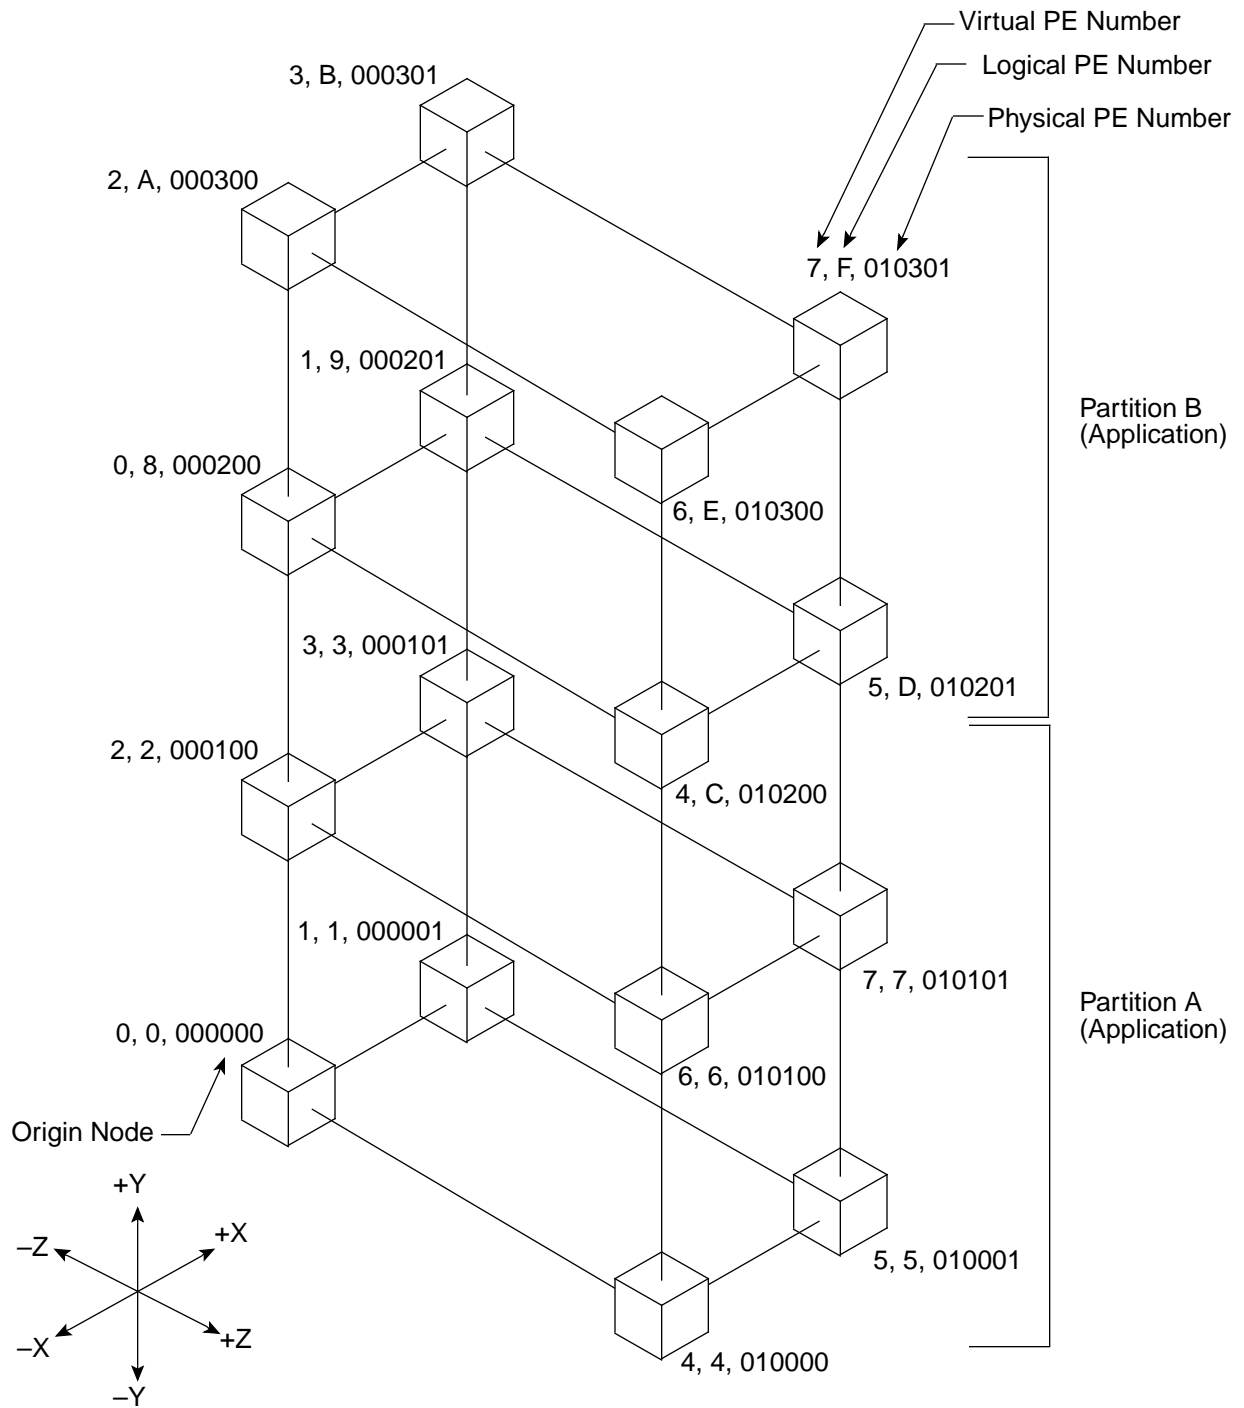 Virtual PE Number
Logical PE Number
Physical PE Number
3, B, 000301
2, A, 000300
7, F, 010301
1, 9, 000201
Partition B
(Application)
0, 8, 000200
6, E, 010300
3, 3, 000101
5, D, 010201
2, 2, 000100
4, C, 010200
1, 1, 000001
7, 7, 010101
Partition A
(Application)
0, 0, 000000
6, 6, 010100
Origin Node
+Y
+X
–Z
5, 5, 010001
–X
+Z
4, 4, 010000
–Y